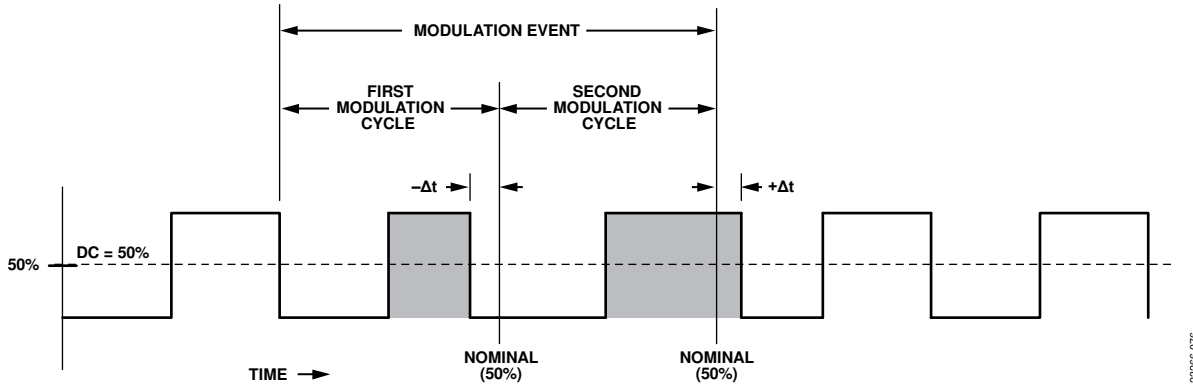 MODULATION EVENT
FIRST
MODULATION
CYCLE
SECOND
MODULATION
CYCLE
–Δt
+Δt
50%
DC = 50%
NOMINAL
(50%)
NOMINAL
(50%)
TIME